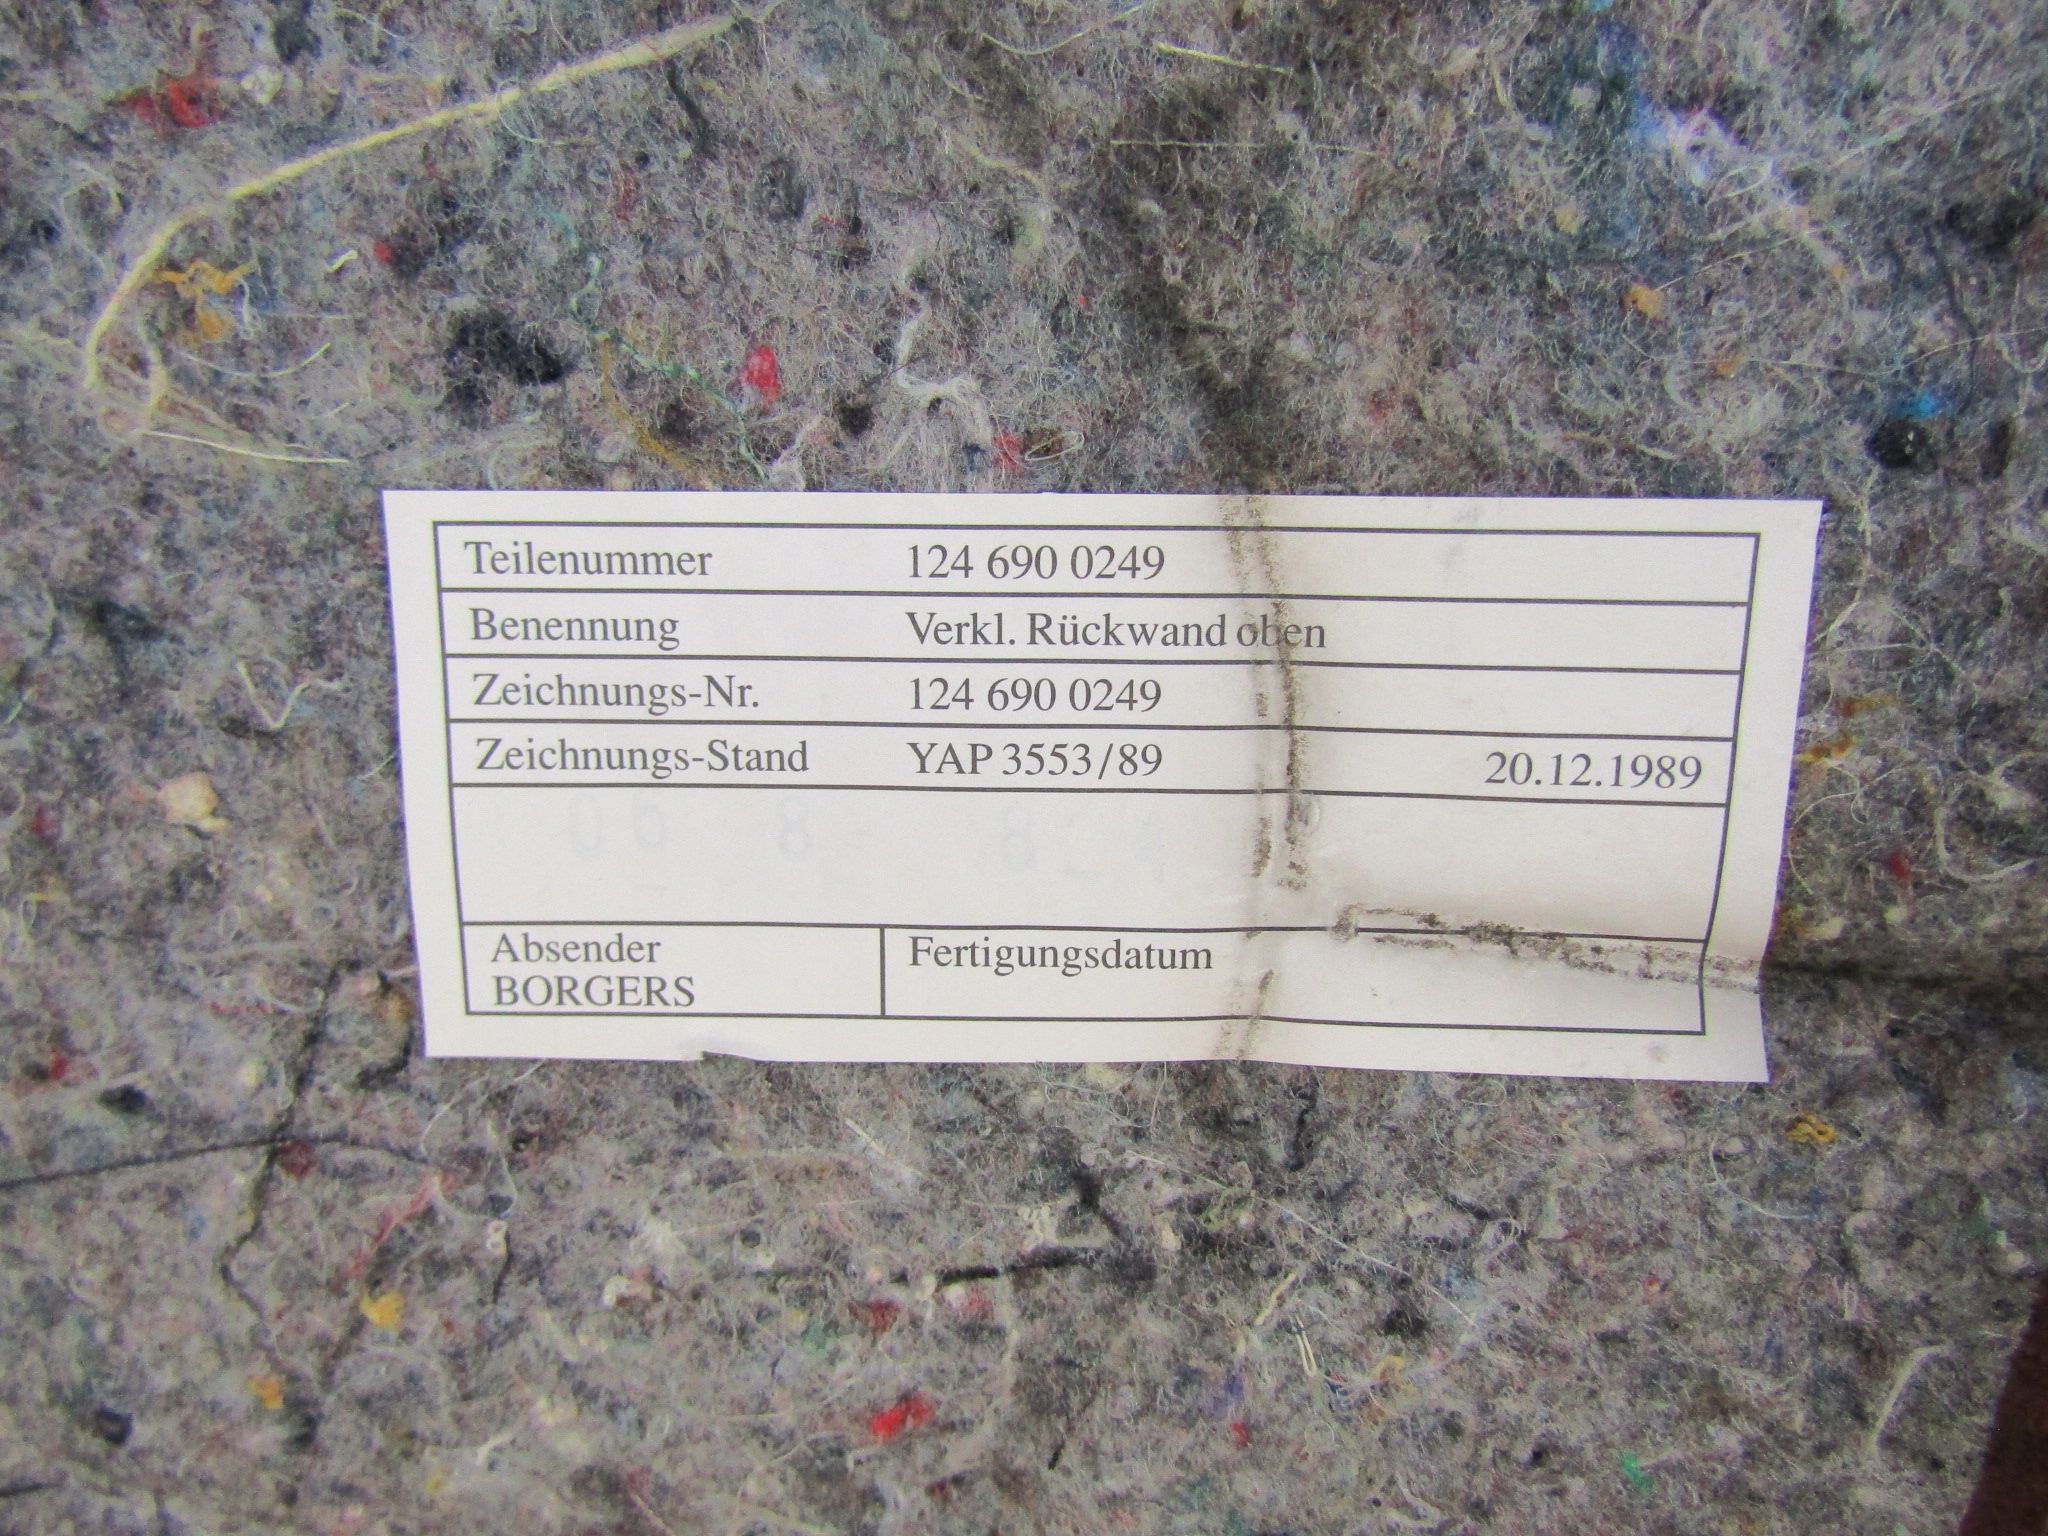 Teilenummer 124 690 0249
Benennung Verkl. Rückwand oben
Zeichnungs-Nr. 124 690 0249
Zeichnungs-Stand YAP 3553/89 20.12.1989
Absender Fertigungsdatum
BORGERS